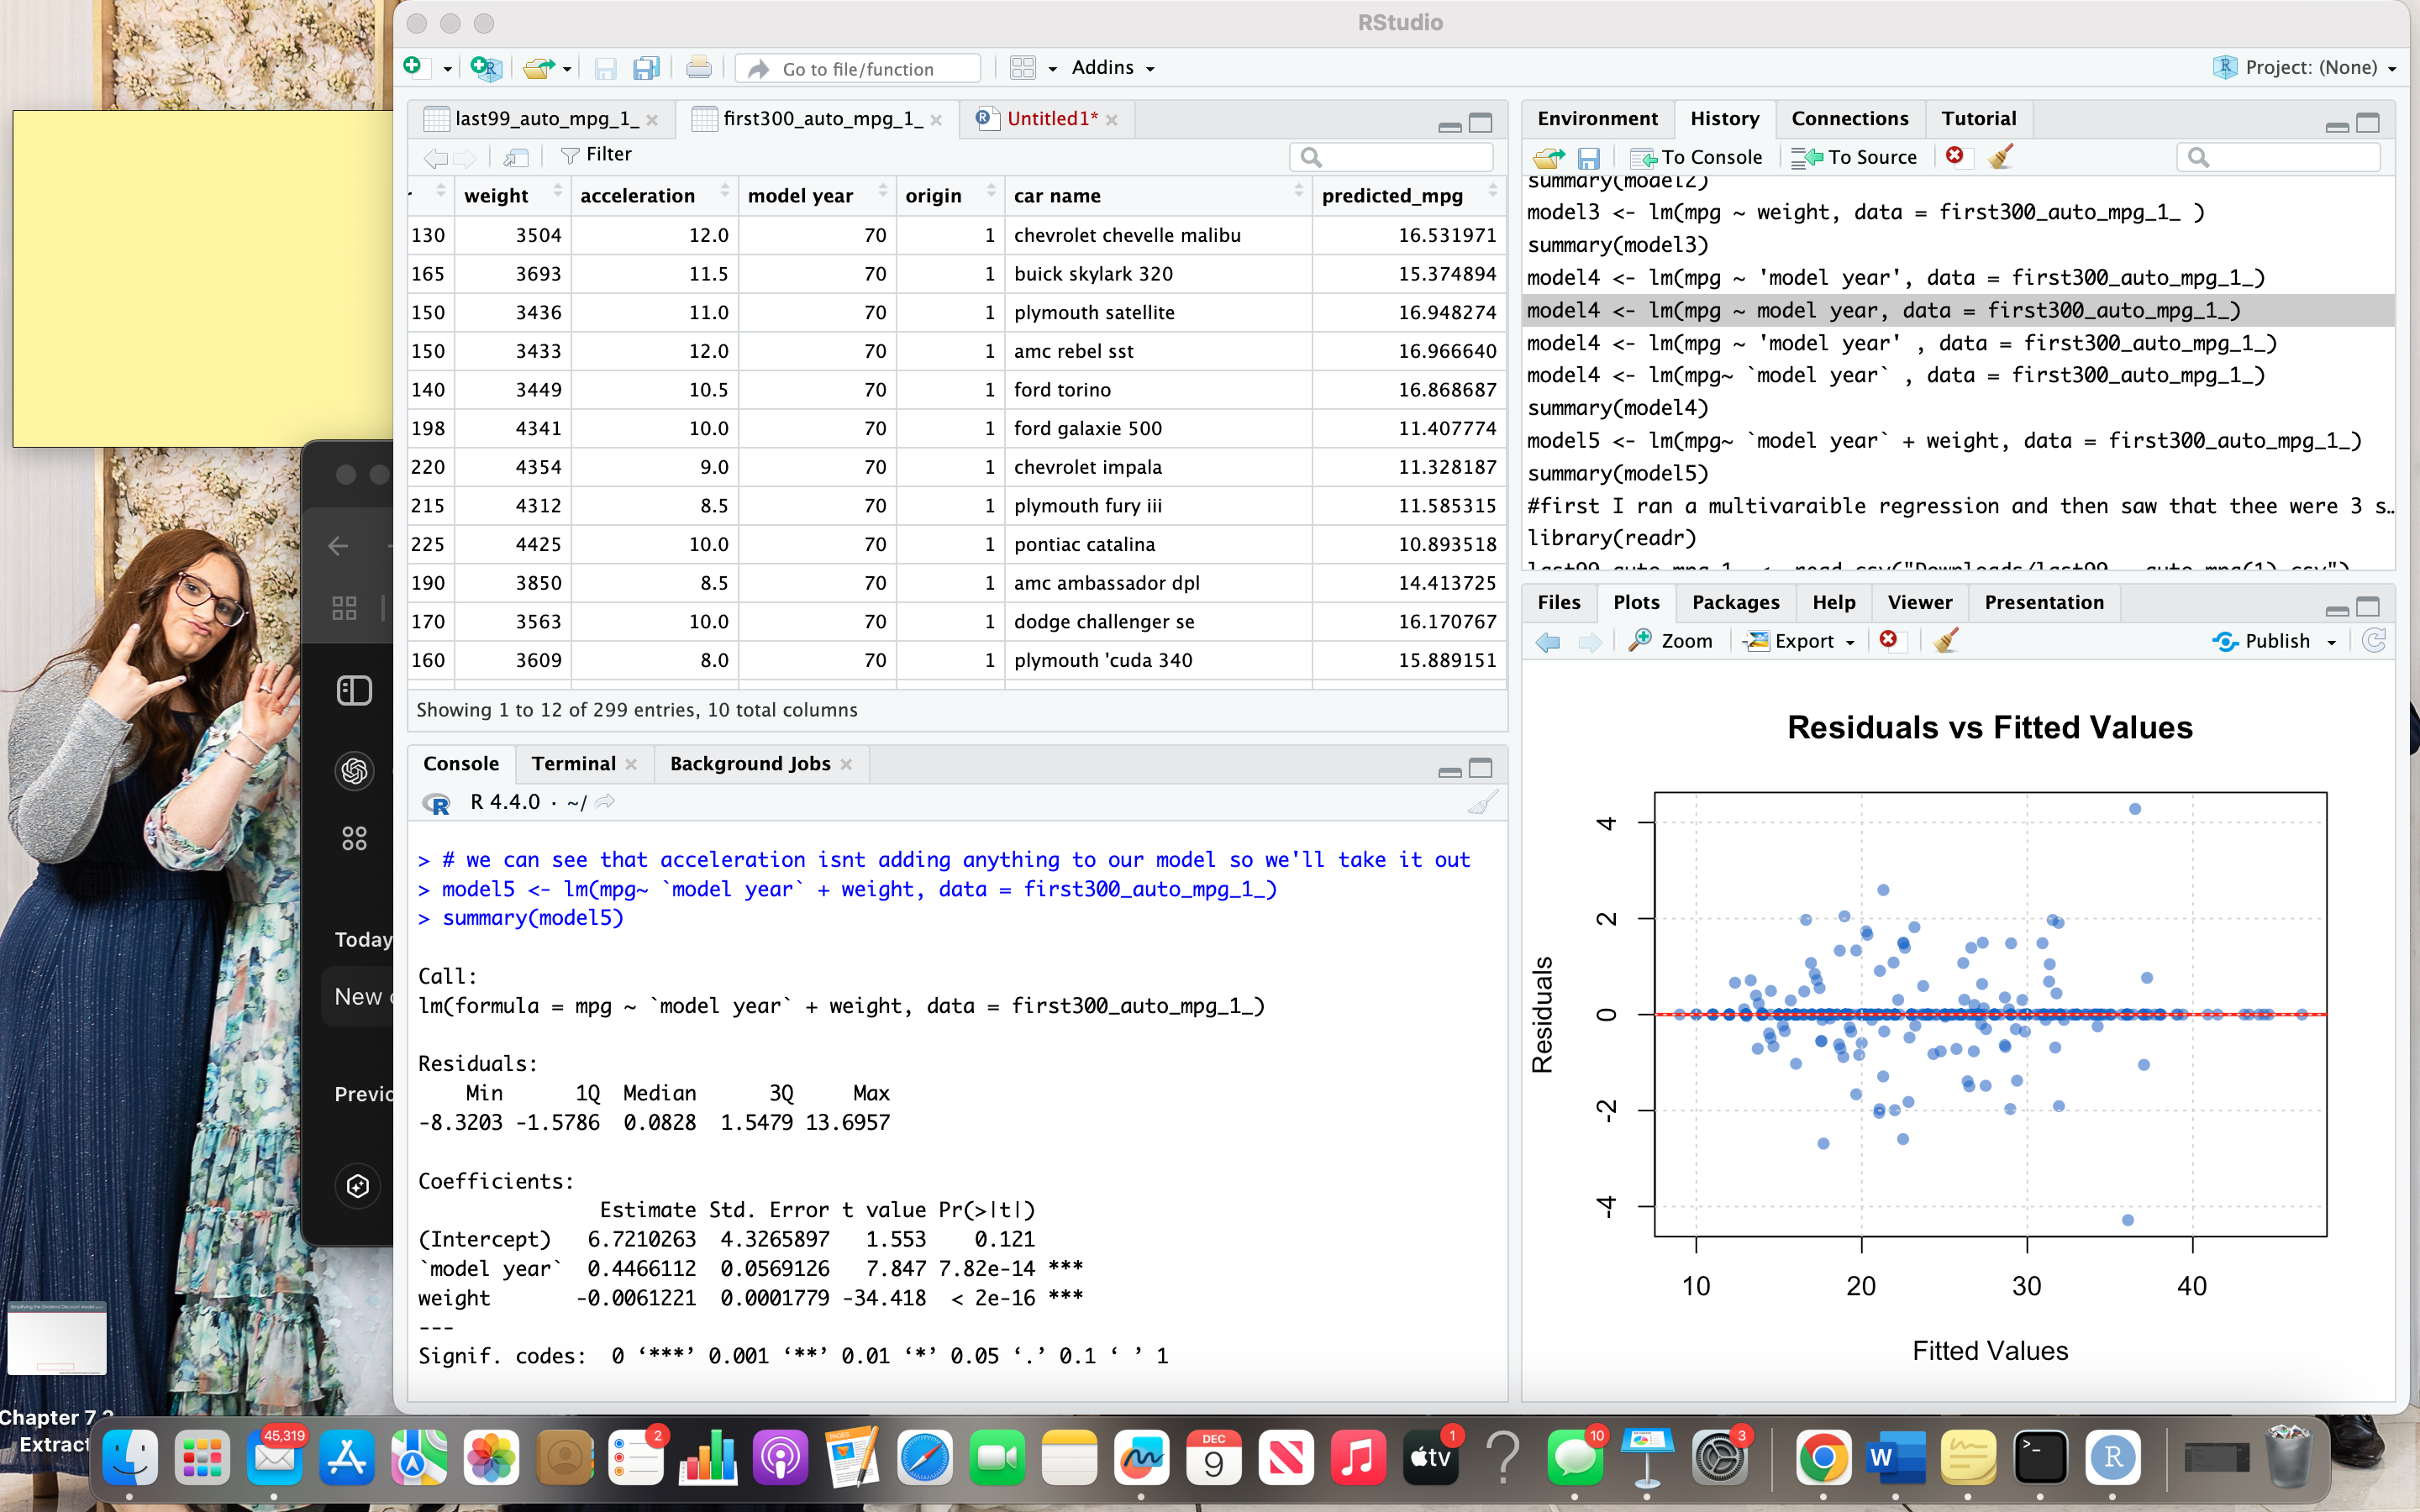 RStudio
Go to file/function
Addins
Project: (None)
last99_auto_mpg_1_
first300_auto_mpg_1_
Untitled1*
Filter
r weight acceleration model year origin car name predicted_mpg
130 3504 12.0 70 1 chevrolet chevelle malibu 16.531971
165 3693 11.5 70 1 buick skylark 320 15.374894
150 3436 11.0 70 1 plymouth satellite 16.948274
150 3433 12.0 70 1 amc rebel sst 16.966640
140 3449 10.5 70 1 ford torino 16.868687
198 4341 10.0 70 1 ford galaxie 500 11.407774
220 4354 9.0 70 1 chevrolet impala 11.328187
215 4312 8.5 70 1 plymouth fury iii 11.585315
225 4425 10.0 70 1 pontiac catalina 10.893518
190 3850 8.5 70 1 amc ambassador dpl 14.413725
170 3563 10.0 70 1 dodge challenger se 16.170767
160 3609 8.0 70 1 plymouth 'cuda 340 15.889151
Showing 1 to 12 of 299 entries, 10 total columns
Console Terminal Background Jobs
R 4.4.0 · ~/
> # we can see that acceleration isnt adding anything to our model so we'll take it out
> model5 <- lm(mpg~ `model year` + weight, data = first300_auto_mpg_1_)
> summary(model5)
Call:
lm(formula = mpg ~ `model year` + weight, data = first300_auto_mpg_1_)
Residuals:
Min 1Q Median 3Q Max
-8.3203 -1.5786 0.0828 1.5479 13.6957
Coefficients:
Estimate Std. Error t value Pr(>|t|)
(Intercept) 6.7210263 4.3265897 1.553 0.121
`model year` 0.4466112 0.0569126 7.847 7.82e-14 ***
weight -0.0061221 0.0001779 -34.418 < 2e-16 ***
---
Signif. codes: 0 ‘***’ 0.001 ‘**’ 0.01 ‘*’ 0.05 ‘.’ 0.1 ‘ ’ 1
Environment History Connections Tutorial
To Console To Source
summary(model2)
model3 <- lm(mpg ~ weight, data = first300_auto_mpg_1_ )
summary(model3)
model4 <- lm(mpg ~ 'model year', data = first300_auto_mpg_1_)
model4 <- lm(mpg ~ model year, data = first300_auto_mpg_1_)
model4 <- lm(mpg ~ 'model year' , data = first300_auto_mpg_1_)
model4 <- lm(mpg~ `model year` , data = first300_auto_mpg_1_)
summary(model4)
model5 <- lm(mpg~ `model year` + weight, data = first300_auto_mpg_1_)
summary(model5)
#first I ran a multivaraible regression and then saw that thee were 3 s…
library(readr)
Files Plots Packages Help Viewer Presentation
Zoom Export Publish
Residuals vs Fitted Values
Residuals
4
2
0
-2
-4
10 20 30 40
Fitted Values
Today
New
Previ
Chapter 7.2
Extract
45,319
2
PAGES
DEC
9
tv
1
10
3
W
>_
R